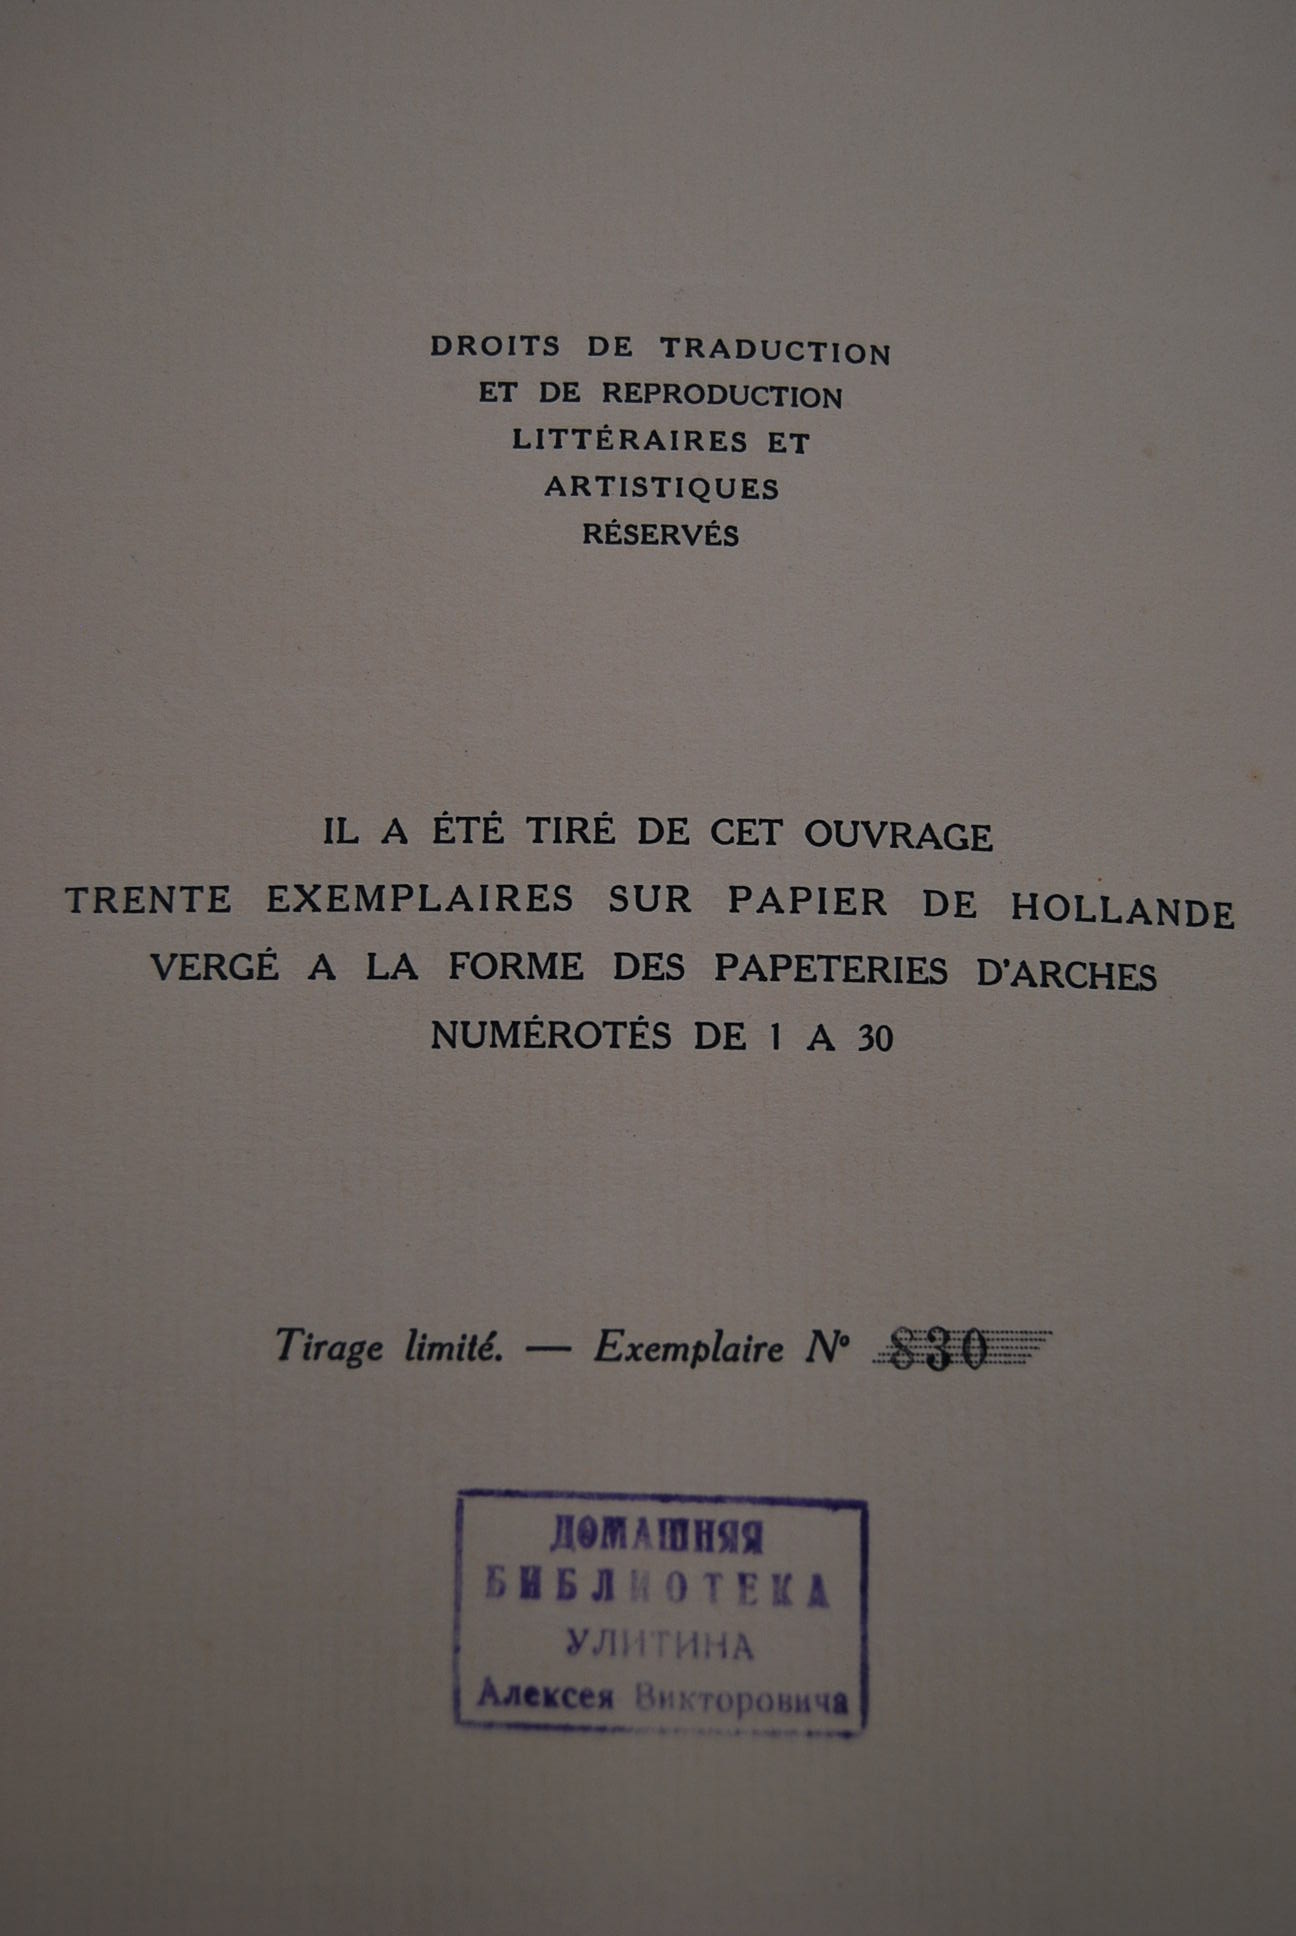 DROITS DE TRADUCTION
ET DE REPRODUCTION
LITTÉRAIRES ET
ARTISTIQUES
RÉSERVÉS
IL A ÉTÉ TIRÉ DE CET OUVRAGE
TRENTE EXEMPLAIRES SUR PAPIER DE HOLLANDE
VERGÉ A LA FORME DES PAPETERIES D'ARCHES
NUMÉROTÉS DE 1 A 30
Tirage limité. — Exemplaire Nº 830
ДОМАШНЯЯ
БИБЛИОТЕКА
УЛИТИНА
Алексея Викторовича